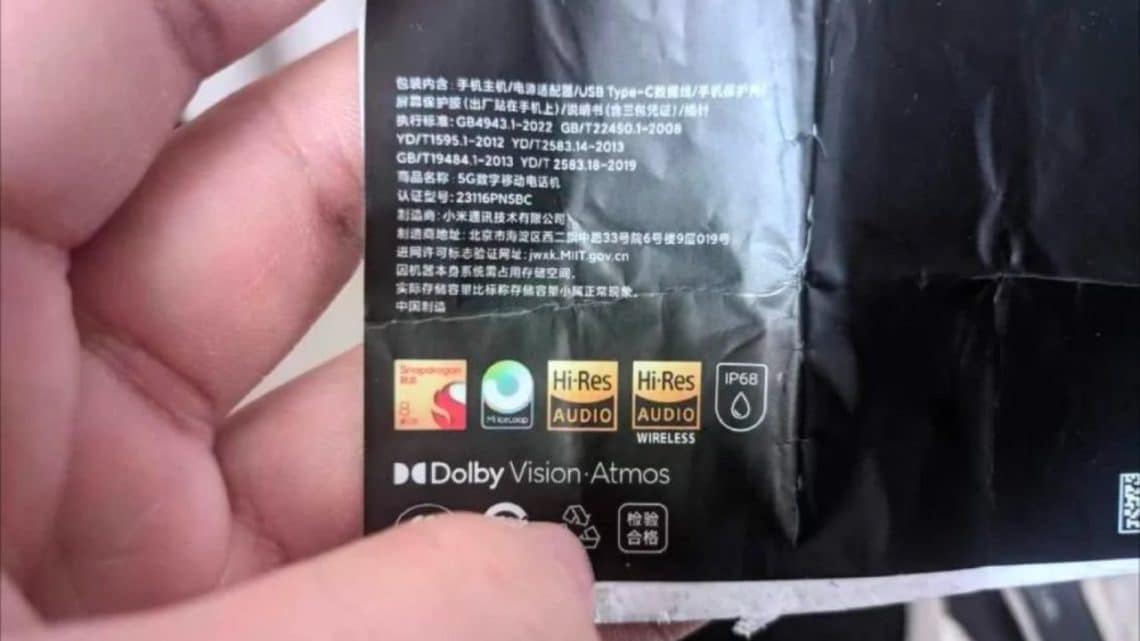 包装内含：手机主机/电源适配器/USB Type-C数据线/手机保护壳/
屏幕保护膜（出厂贴在手机上）/说明书（含三包凭证）/插针
执行标准：GB4943.1-2022 GB/T22450.1-2008
YD/T1595.1-2012 YD/T2583.14-2013
GB/T19484.1-2013 YD/T 2583.18-2019
商品名称：5G数字移动电话机
认证型号：23116PN5BC
制造商：小米通讯技术有限公司
制造商地址：北京市海淀区西二旗中路33号院6号楼9层019号
进网许可标志验证网址：jwxk.MIIT.gov.cn
因机器本身系统需占用存储空间，
实际存储容量比标称存储容量小属正常现象。
中国制造
Snapdragon
骁龙
8
Mi IceLoop
Hi-Res
AUDIO
Hi-Res
AUDIO
WIRELESS
IP68
Dolby Vision·Atmos
检验
合格